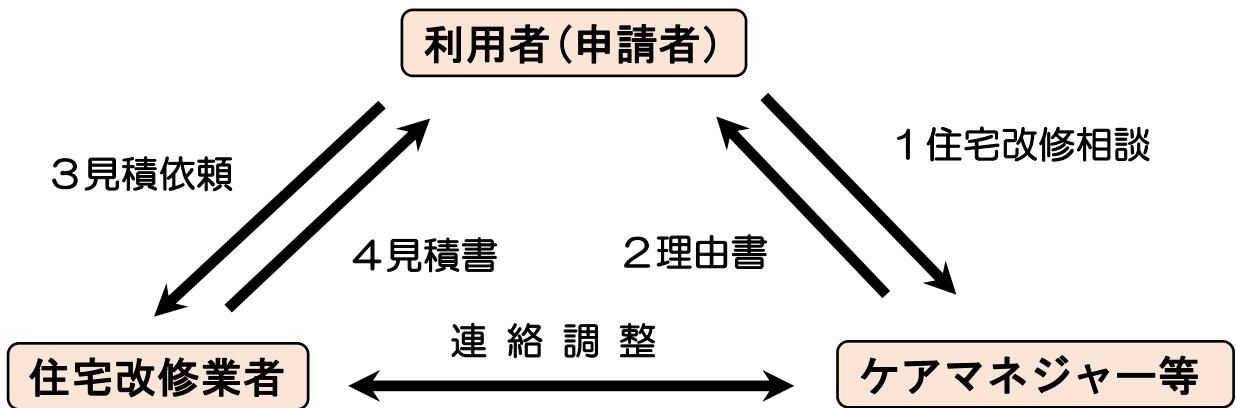 利用者(申請者)
1住宅改修相談
3見積依頼
4見積書
2理由書
連絡調整
住宅改修業者
ケアマネジャー等